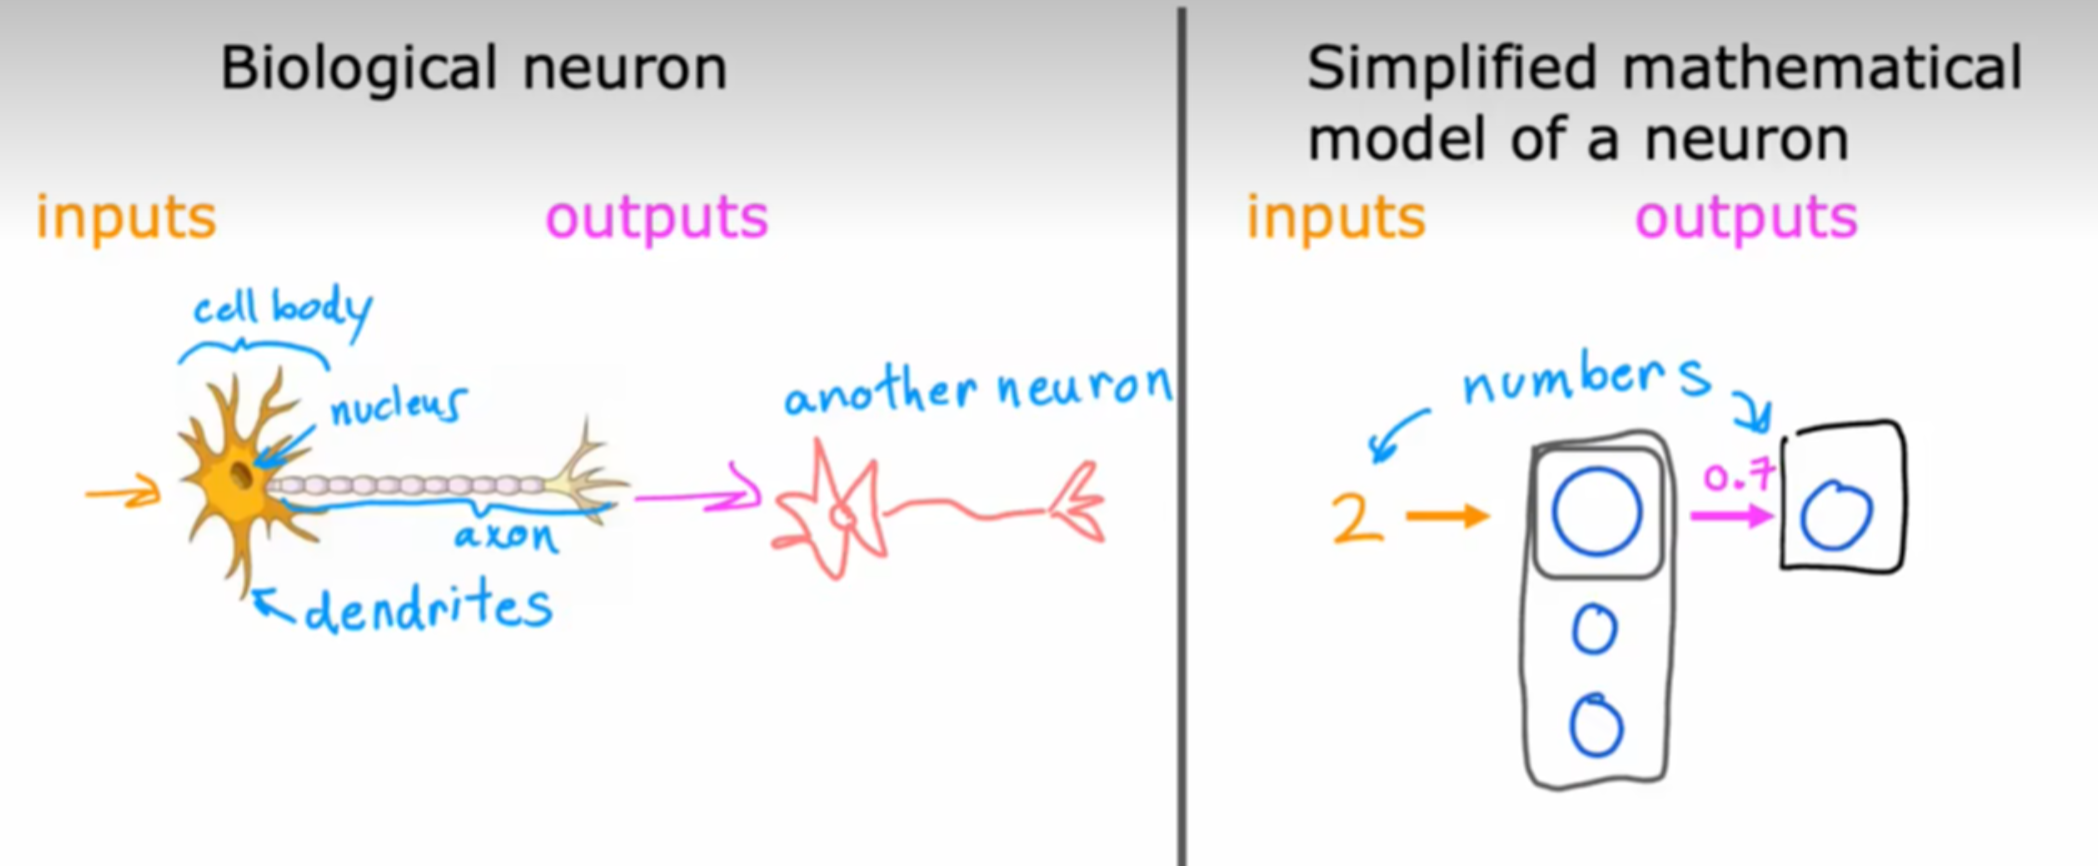 Biological neuron
inputs
outputs
cell body
nucleus
another neuron
axon
dendrites
Simplified mathematical
model of a neuron
inputs
outputs
numbers
2
0.7